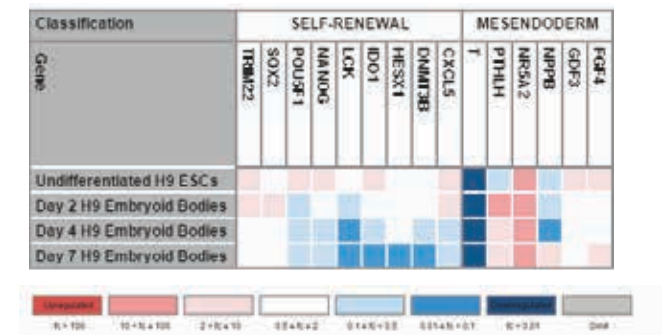 Classification SELF-RENEWAL MESENDODERM
Gene TRIM22 SOX2 POU5F1 NANOG LCK IDO1 HESX1 DNMT3B CXCL5 T PTHLH NR5A2 NPPB GDF3 FGF4
Undifferentiated H9 ESCs
Day 2 H9 Embryoid Bodies
Day 4 H9 Embryoid Bodies
Day 7 H9 Embryoid Bodies
Upregulated Downregulated